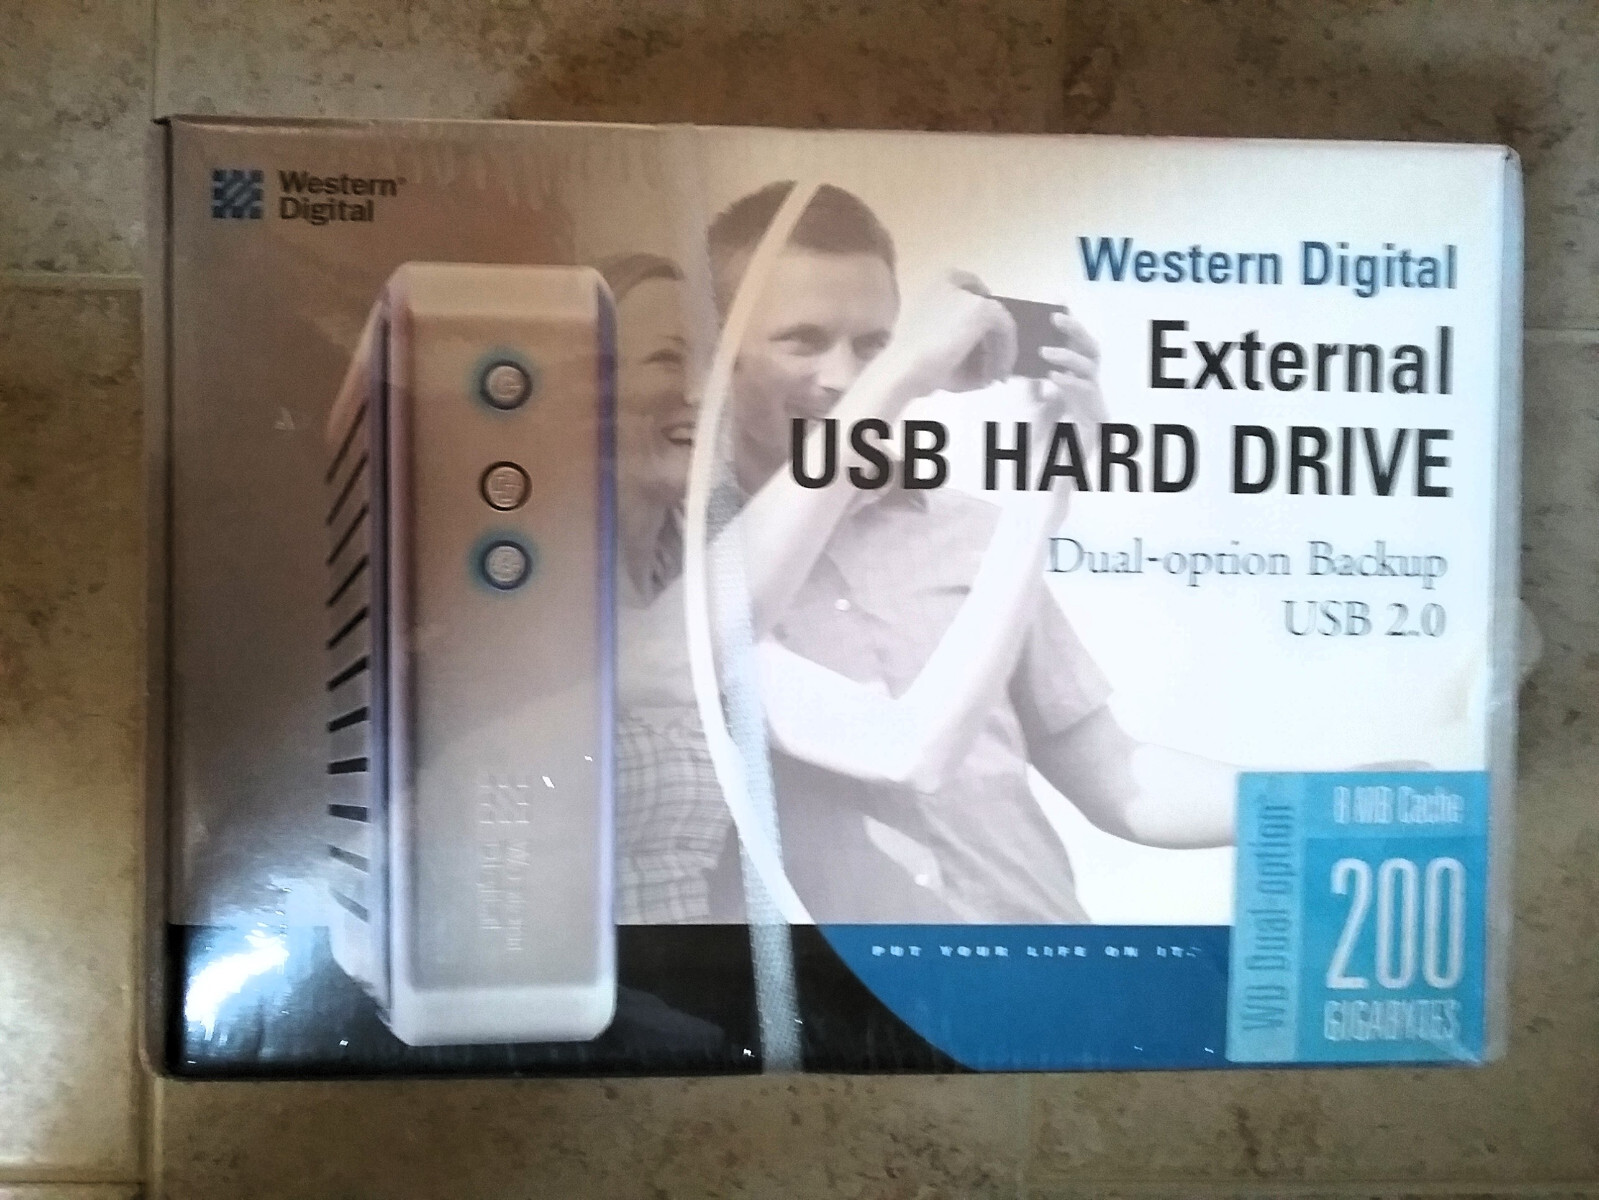 Western
Digital
Western Digital
External
USB HARD DRIVE
Dual-option Backup
USB 2.0
8 MB Cache
WD Dual-option
200
GIGABYTES
PUT YOUR LIFE ON IT.